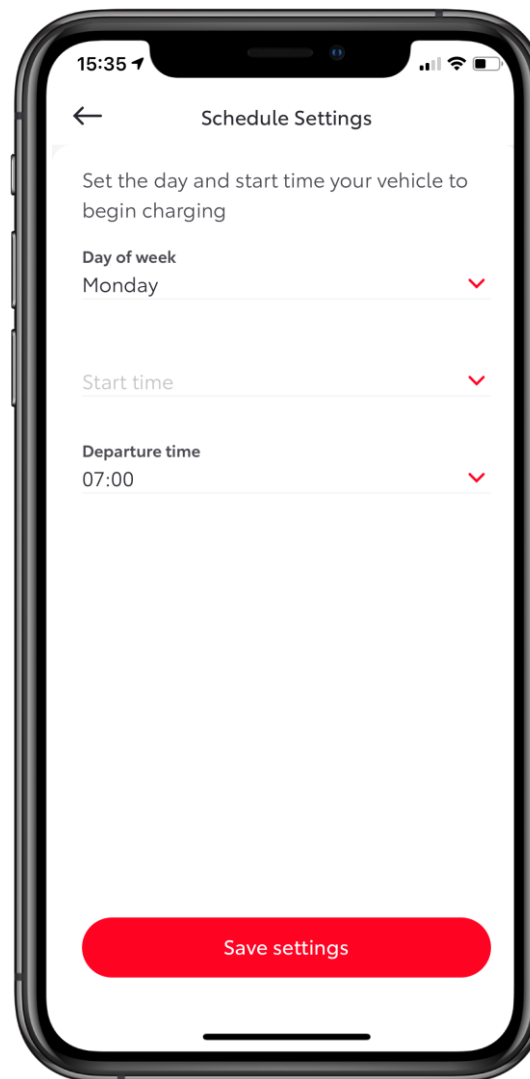 15:35
Schedule Settings
Set the day and start time your vehicle to
begin charging
Day of week
Monday
Start time
Departure time
07:00
Save settings